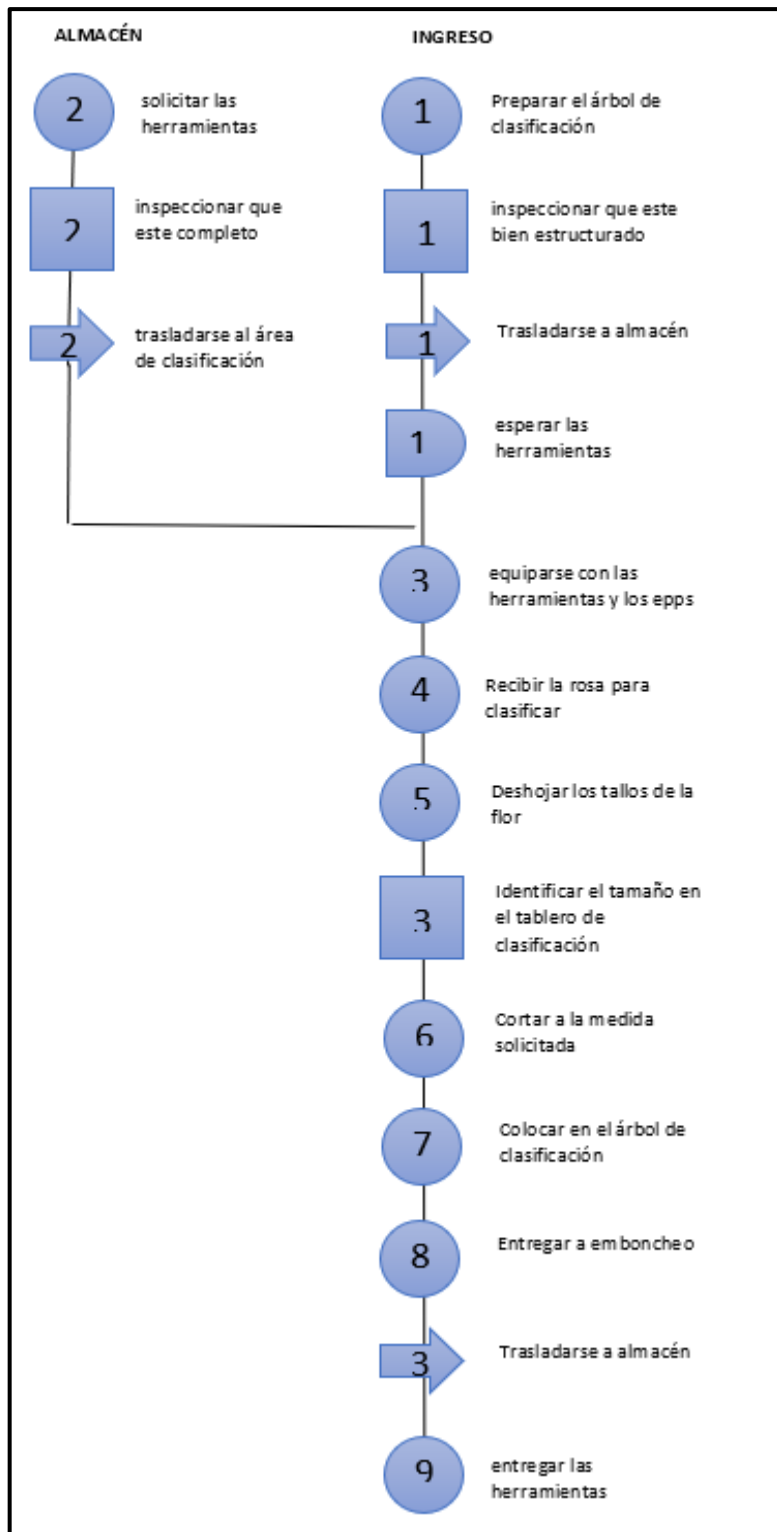 ALMACÉN
INGRESO
2
solicitar las
herramientas
1
Preparar el árbol de
clasificación
2
inspeccionar que
este completo
1
inspeccionar que este
bien estructurado
2
trasladarse al área
de clasificación
1
Trasladarse a almacén
1
esperar las
herramientas
3
equiparse con las
herramientas y los epps
4
Recibir la rosa para
clasificar
5
Deshojar los tallos de la
flor
3
Identificar el tamaño en
el tablero de
clasificación
6
Cortar a la medida
solicitada
7
Colocar en el árbol de
clasificación
8
Entregar a emboncheo
3
Trasladarse a almacén
9
entregar las
herramientas